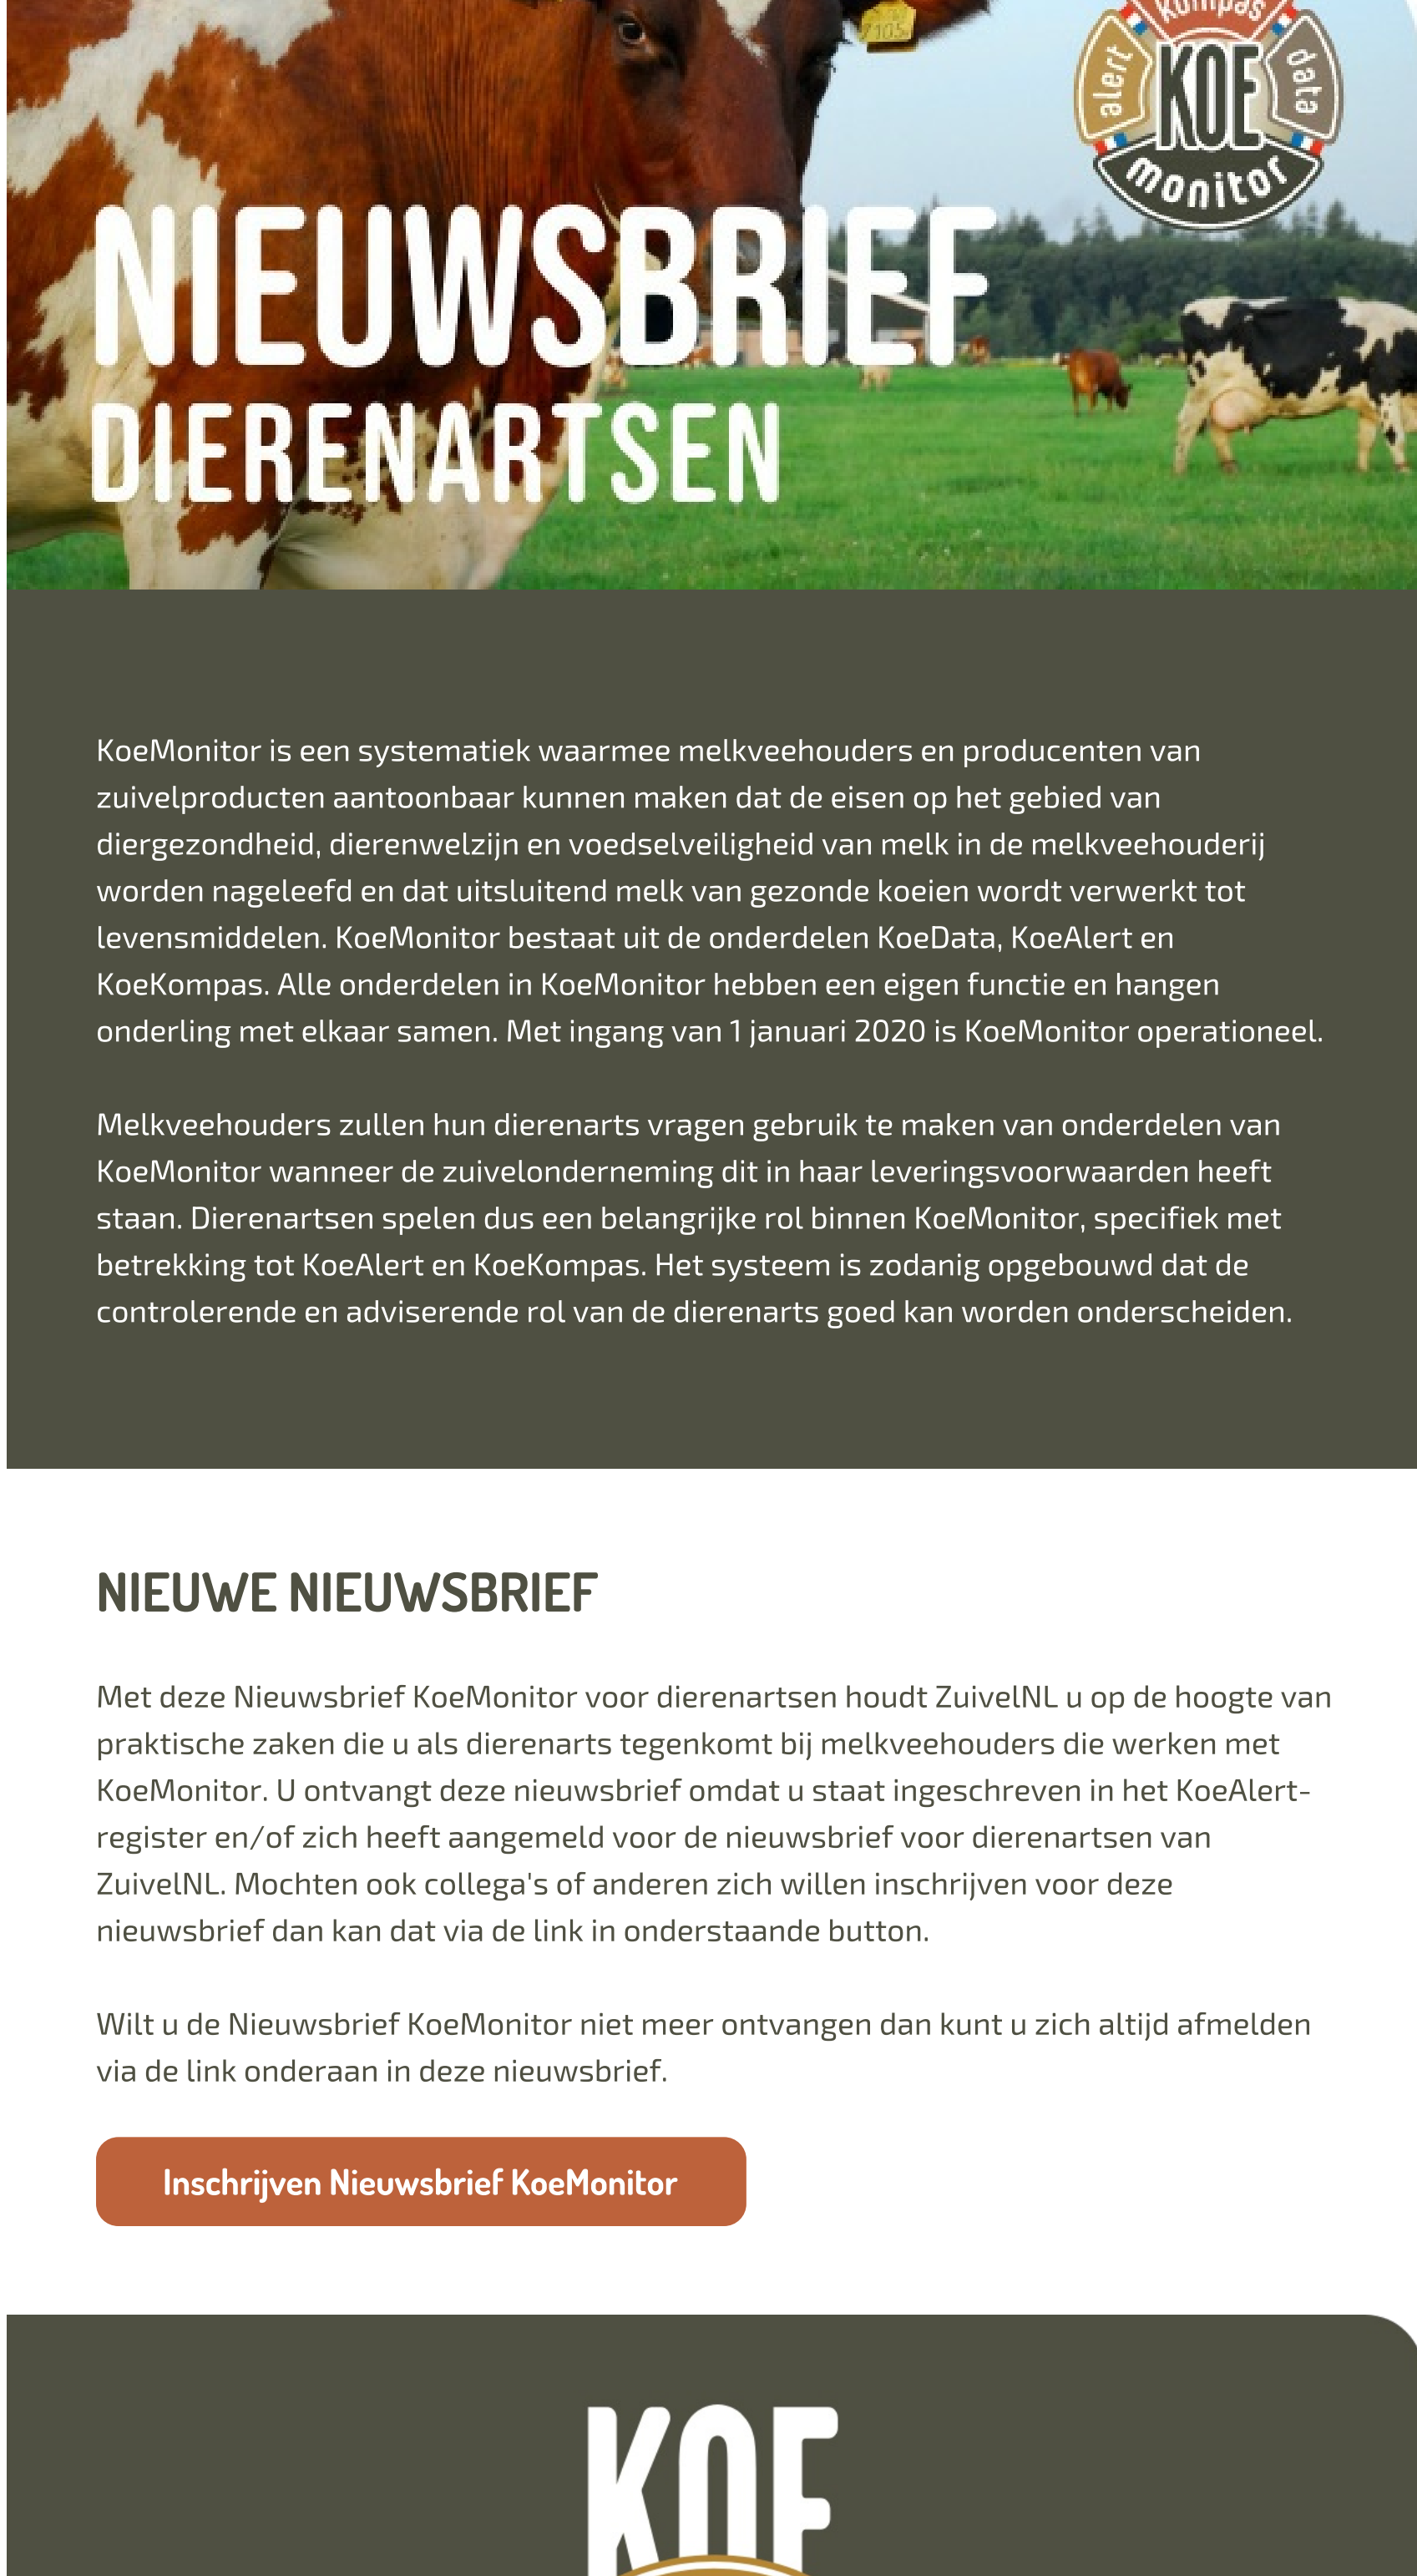 7105
kompas
alert
KOE
data
monitor
NIEUWSBRIEF
DIERENARTSEN
KoeMonitor is een systematiek waarmee melkveehouders en producenten van
zuivelproducten aantoonbaar kunnen maken dat de eisen op het gebied van
diergezondheid, dierenwelzijn en voedselveiligheid van melk in de melkveehouderij
worden nageleefd en dat uitsluitend melk van gezonde koeien wordt verwerkt tot
levensmiddelen. KoeMonitor bestaat uit de onderdelen KoeData, KoeAlert en
KoeKompas. Alle onderdelen in KoeMonitor hebben een eigen functie en hangen
onderling met elkaar samen. Met ingang van 1 januari 2020 is KoeMonitor operationeel.
Melkveehouders zullen hun dierenarts vragen gebruik te maken van onderdelen van
KoeMonitor wanneer de zuivelonderneming dit in haar leveringsvoorwaarden heeft
staan. Dierenartsen spelen dus een belangrijke rol binnen KoeMonitor, specifiek met
betrekking tot KoeAlert en KoeKompas. Het systeem is zodanig opgebouwd dat de
controlerende en adviserende rol van de dierenarts goed kan worden onderscheiden.
NIEUWE NIEUWSBRIEF
Met deze Nieuwsbrief KoeMonitor voor dierenartsen houdt ZuivelNL u op de hoogte van
praktische zaken die u als dierenarts tegenkomt bij melkveehouders die werken met
KoeMonitor. U ontvangt deze nieuwsbrief omdat u staat ingeschreven in het KoeAlert-
register en/of zich heeft aangemeld voor de nieuwsbrief voor dierenartsen van
ZuivelNL. Mochten ook collega's of anderen zich willen inschrijven voor deze
nieuwsbrief dan kan dat via de link in onderstaande button.
Wilt u de Nieuwsbrief KoeMonitor niet meer ontvangen dan kunt u zich altijd afmelden
via de link onderaan in deze nieuwsbrief.
Inschrijven Nieuwsbrief KoeMonitor
KOE